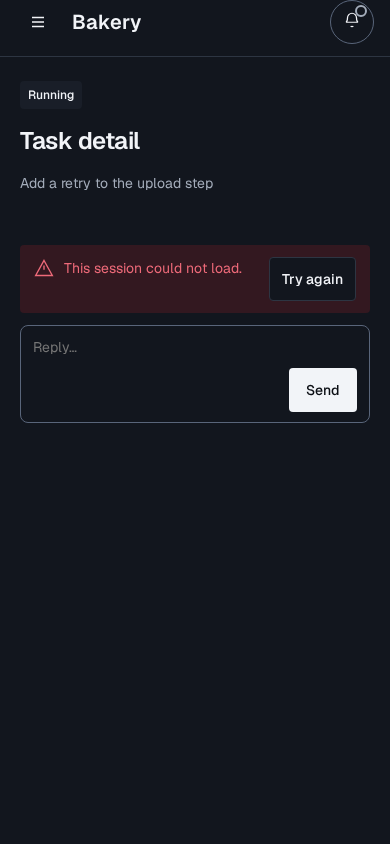 Bakery
Running
Task detail
Add a retry to the upload step
This session could not load.
Try again
Reply...
Send